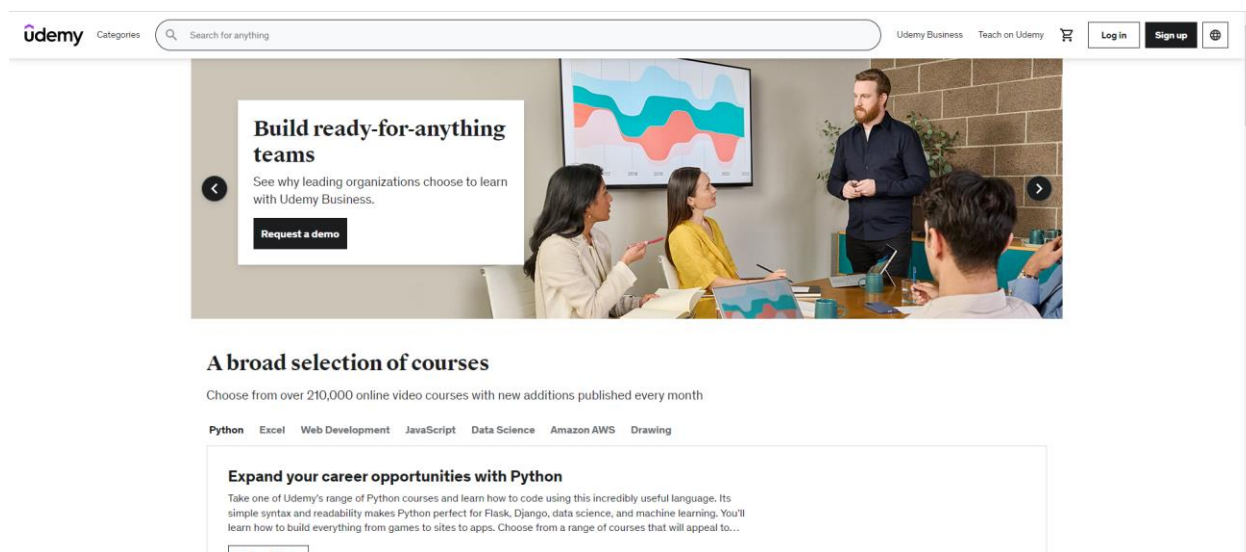 ûdemy
Categories
Search for anything
Udemy Business
Teach on Udemy
Log in
Sign up
Build ready-for-anything
teams
See why leading organizations choose to learn
with Udemy Business.
Request a demo
A broad selection of courses
Choose from over 210,000 online video courses with new additions published every month
Python Excel Web Development JavaScript Data Science Amazon AWS Drawing
Expand your career opportunities with Python
Take one of Udemy's range of Python courses and learn how to code using this incredibly useful language. Its
simple syntax and readability makes Python perfect for Flask, Django, data science, and machine learning. You'll
learn how to build everything from games to sites to apps. Choose from a range of courses that will appeal to...